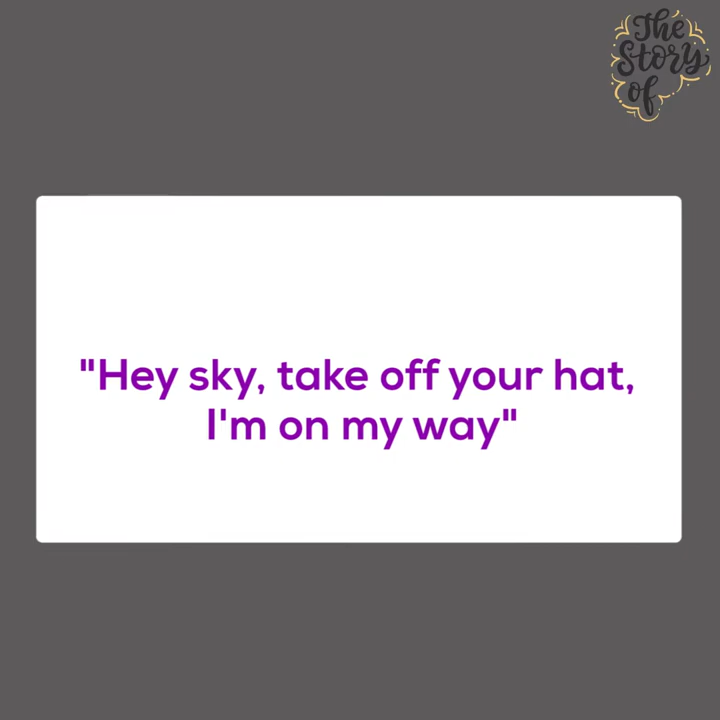 The
Story
of
"Hey sky, take off your hat,
I'm on my way"